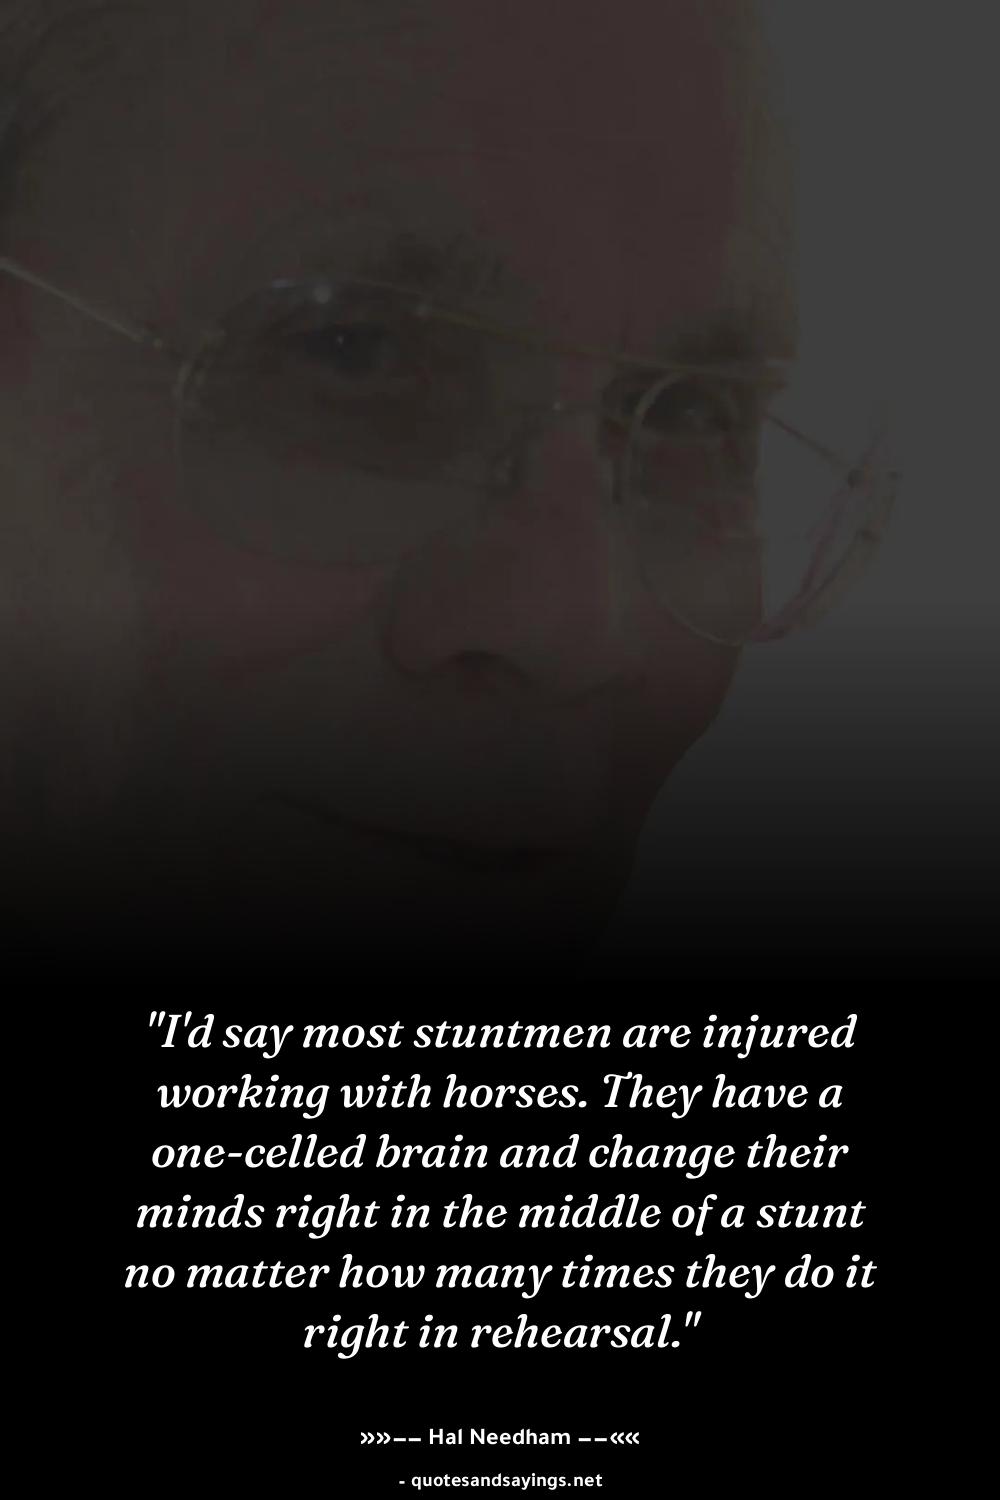 "I'd say most stuntmen are injured
working with horses. They have a
one-celled brain and change their
minds right in the middle of a stunt
no matter how many times they do it
right in rehearsal."
»»−− Hal Needham −−««
- quotesandsayings.net